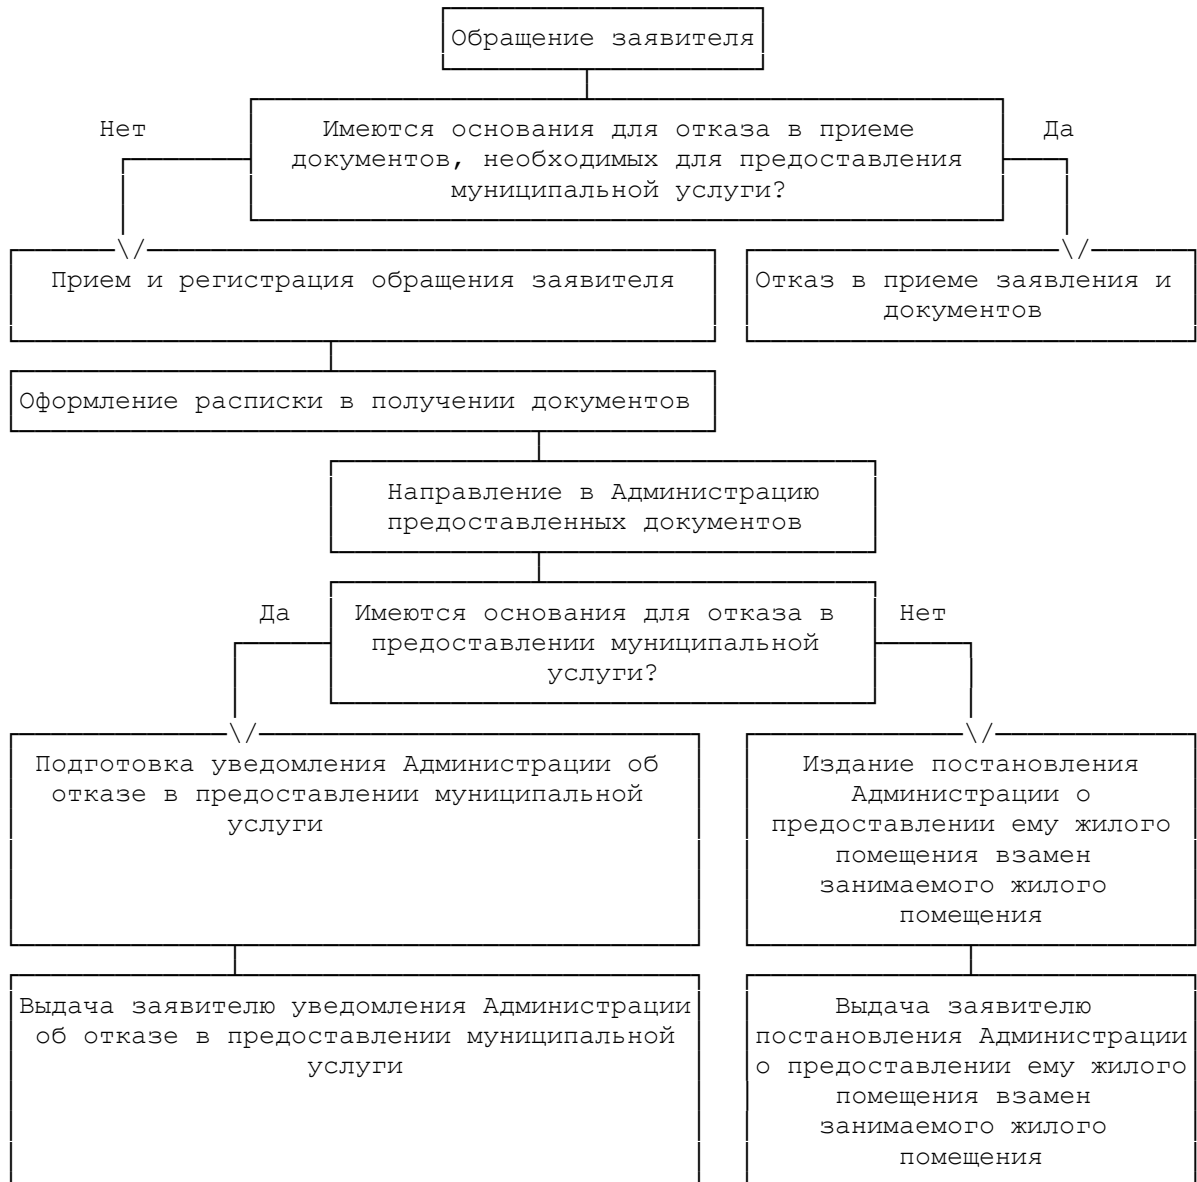 Обращение заявителя
Нет
Имеются основания для отказа в приеме
документов, необходимых для предоставления
муниципальной услуги?
Да
Прием и регистрация обращения заявителя
Отказ в приеме заявления и
документов
Оформление расписки в получении документов
Направление в Администрацию
предоставленных документов
Да
Имеются основания для отказа в
предоставлении муниципальной
услуги?
Нет
Подготовка уведомления Администрации об
отказе в предоставлении муниципальной
услуги
Издание постановления
Администрации о
предоставлении ему жилого
помещения взамен
занимаемого жилого
помещения
Выдача заявителю уведомления Администрации
об отказе в предоставлении муниципальной
услуги
Выдача заявителю
постановления Администрации
о предоставлении ему жилого
помещения взамен
занимаемого жилого
помещения